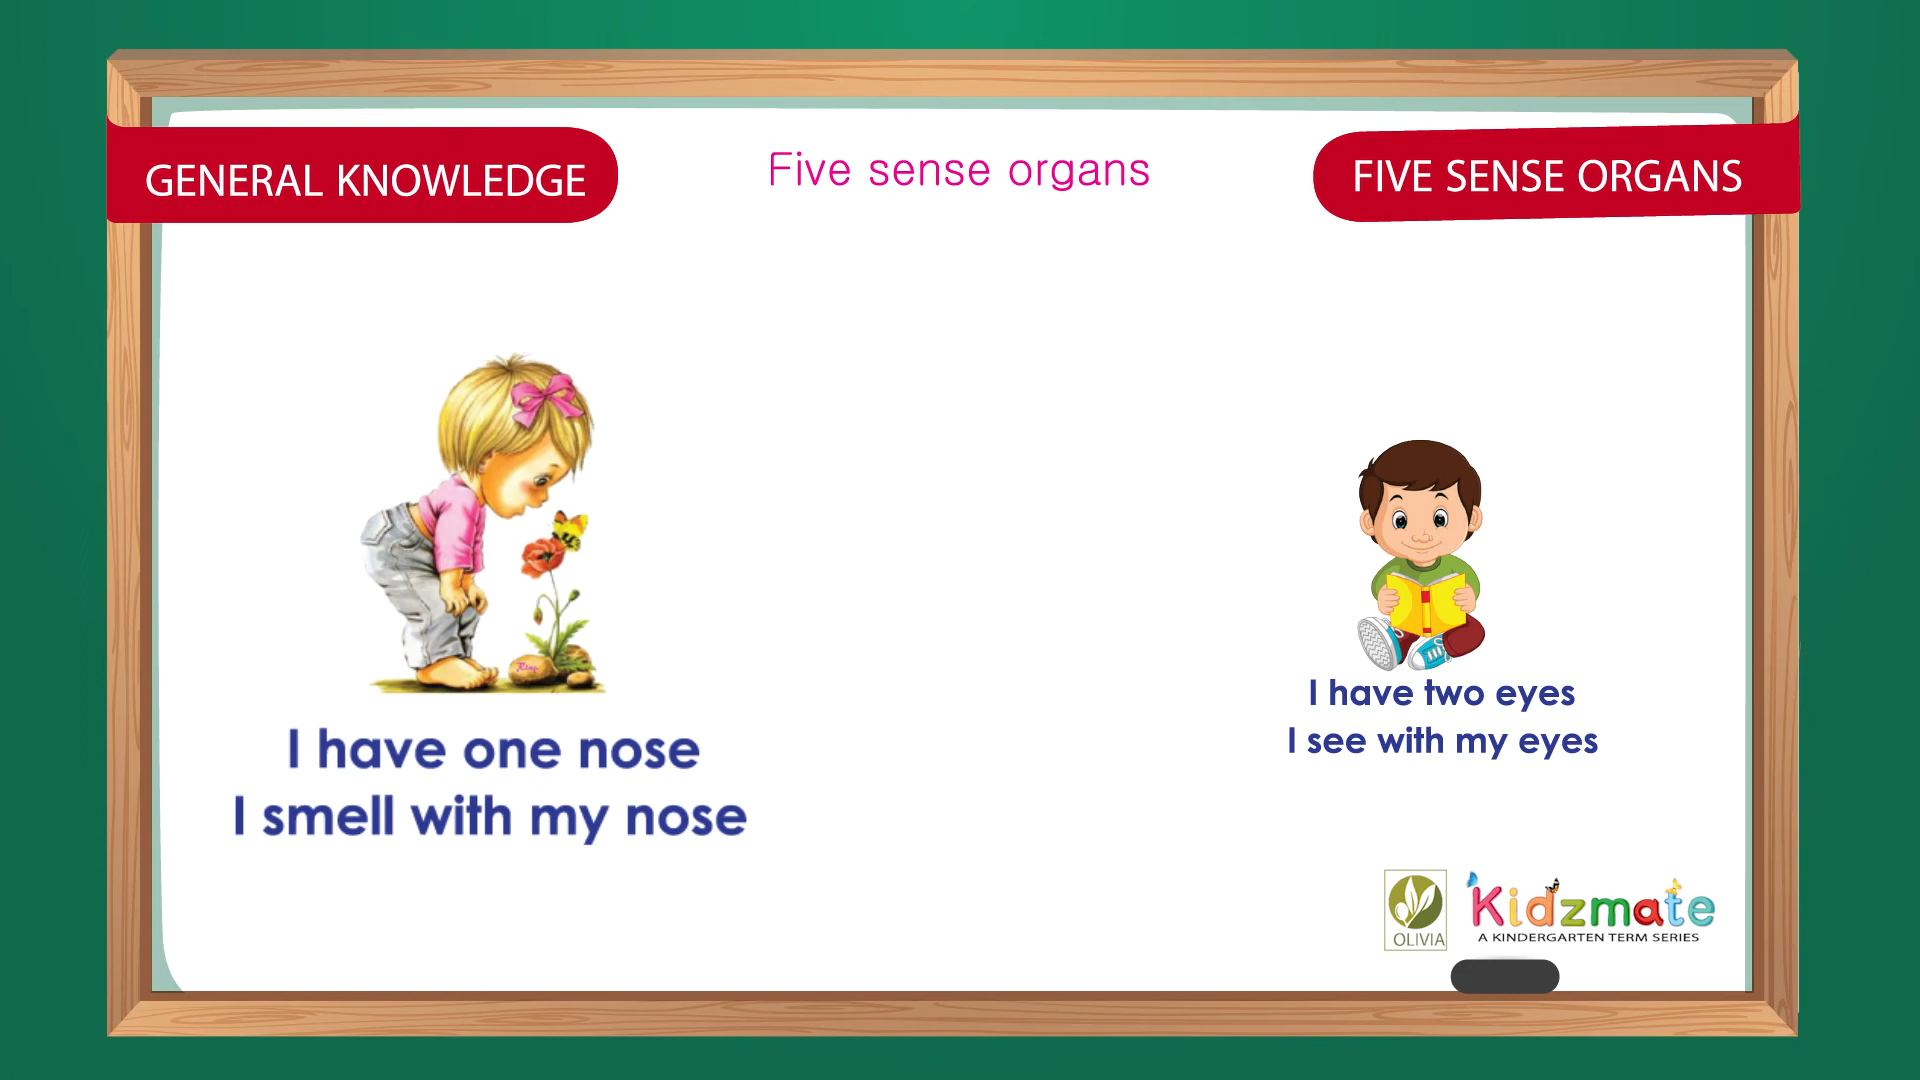 GENERAL KNOWLEDGE
Five sense organs
FIVE SENSE ORGANS
I have one nose
I smell with my nose
I have two eyes
I see with my eyes
OLIVIA
Kidzmate
A KINDERGARTEN TERM SERIES